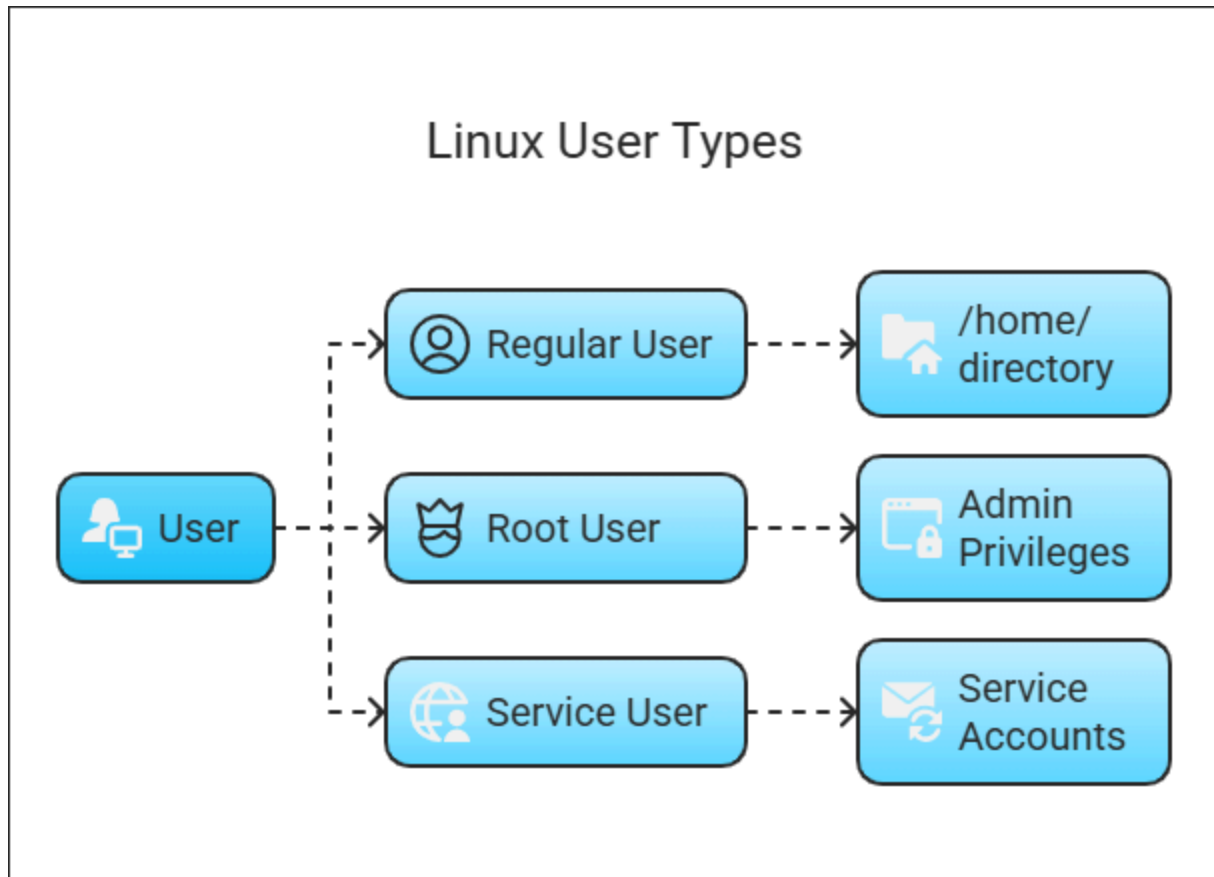 Linux User Types
User
Regular User
/home/
directory
Root User
Admin
Privileges
Service User
Service
Accounts